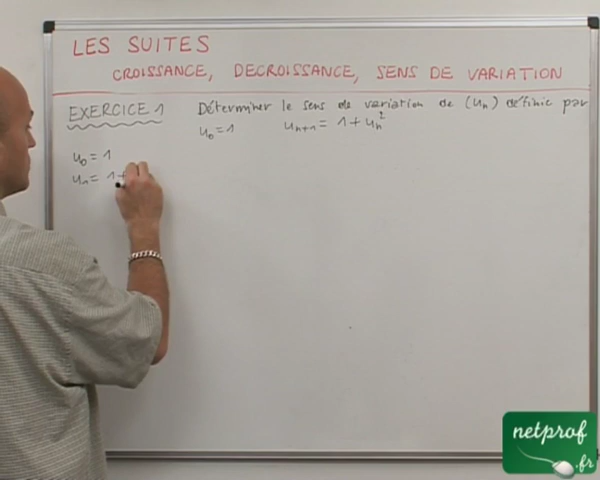 LES SUITES
CROISSANCE, DECROISSANCE, SENS DE VARIATION
EXERCICE 1 Déterminer le sens de variation de (Un) définie par
U0 = 1 Un+1 = 1 + Un²
U0 = 1
U1 = 1+
netprof
.fr